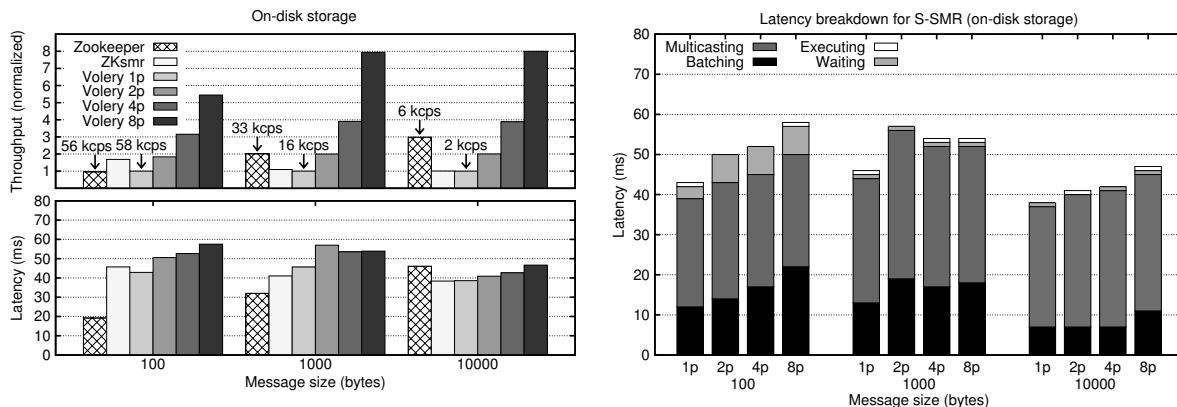 On-disk storage
Throughput (normalized)
8
7
6
5
4
3
2
1
Zookeeper
ZKsmr
Volery 1p
Volery 2p
Volery 4p
Volery 8p
56 kcps
58 kcps
33 kcps
16 kcps
6 kcps
2 kcps
Latency (ms)
80
70
60
50
40
30
20
10
0
100 1000 10000
Message size (bytes)
Latency breakdown for S-SMR (on-disk storage)
Latency (ms)
80
70
60
50
40
30
20
10
0
Multicasting Executing
Batching Waiting
1p 2p 4p 8p 1p 2p 4p 8p 1p 2p 4p 8p
100 1000 10000
Message size (bytes)